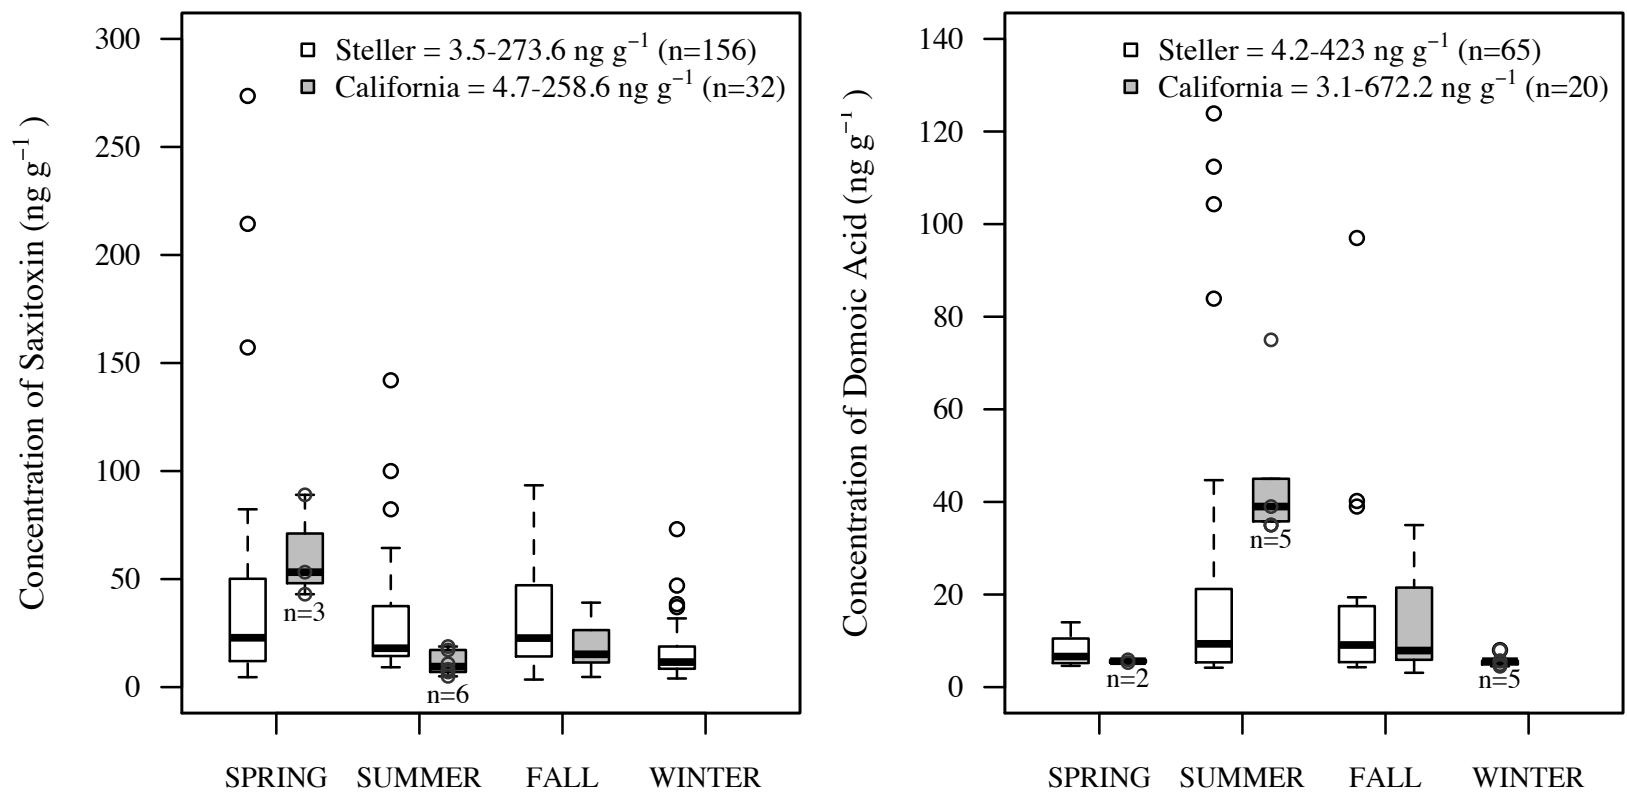 Concentration of Saxitoxin (ng g⁻¹ )
300
250
200
150
100
50
0
Steller = 3.5-273.6 ng g⁻¹ (n=156)
California = 4.7-258.6 ng g⁻¹ (n=32)
n=3
n=6
SPRING
SUMMER
FALL
WINTER
Concentration of Domoic Acid (ng g⁻¹ )
140
120
100
80
60
40
20
0
Steller = 4.2-423 ng g⁻¹ (n=65)
California = 3.1-672.2 ng g⁻¹ (n=20)
n=2
n=5
n=5
SPRING
SUMMER
FALL
WINTER